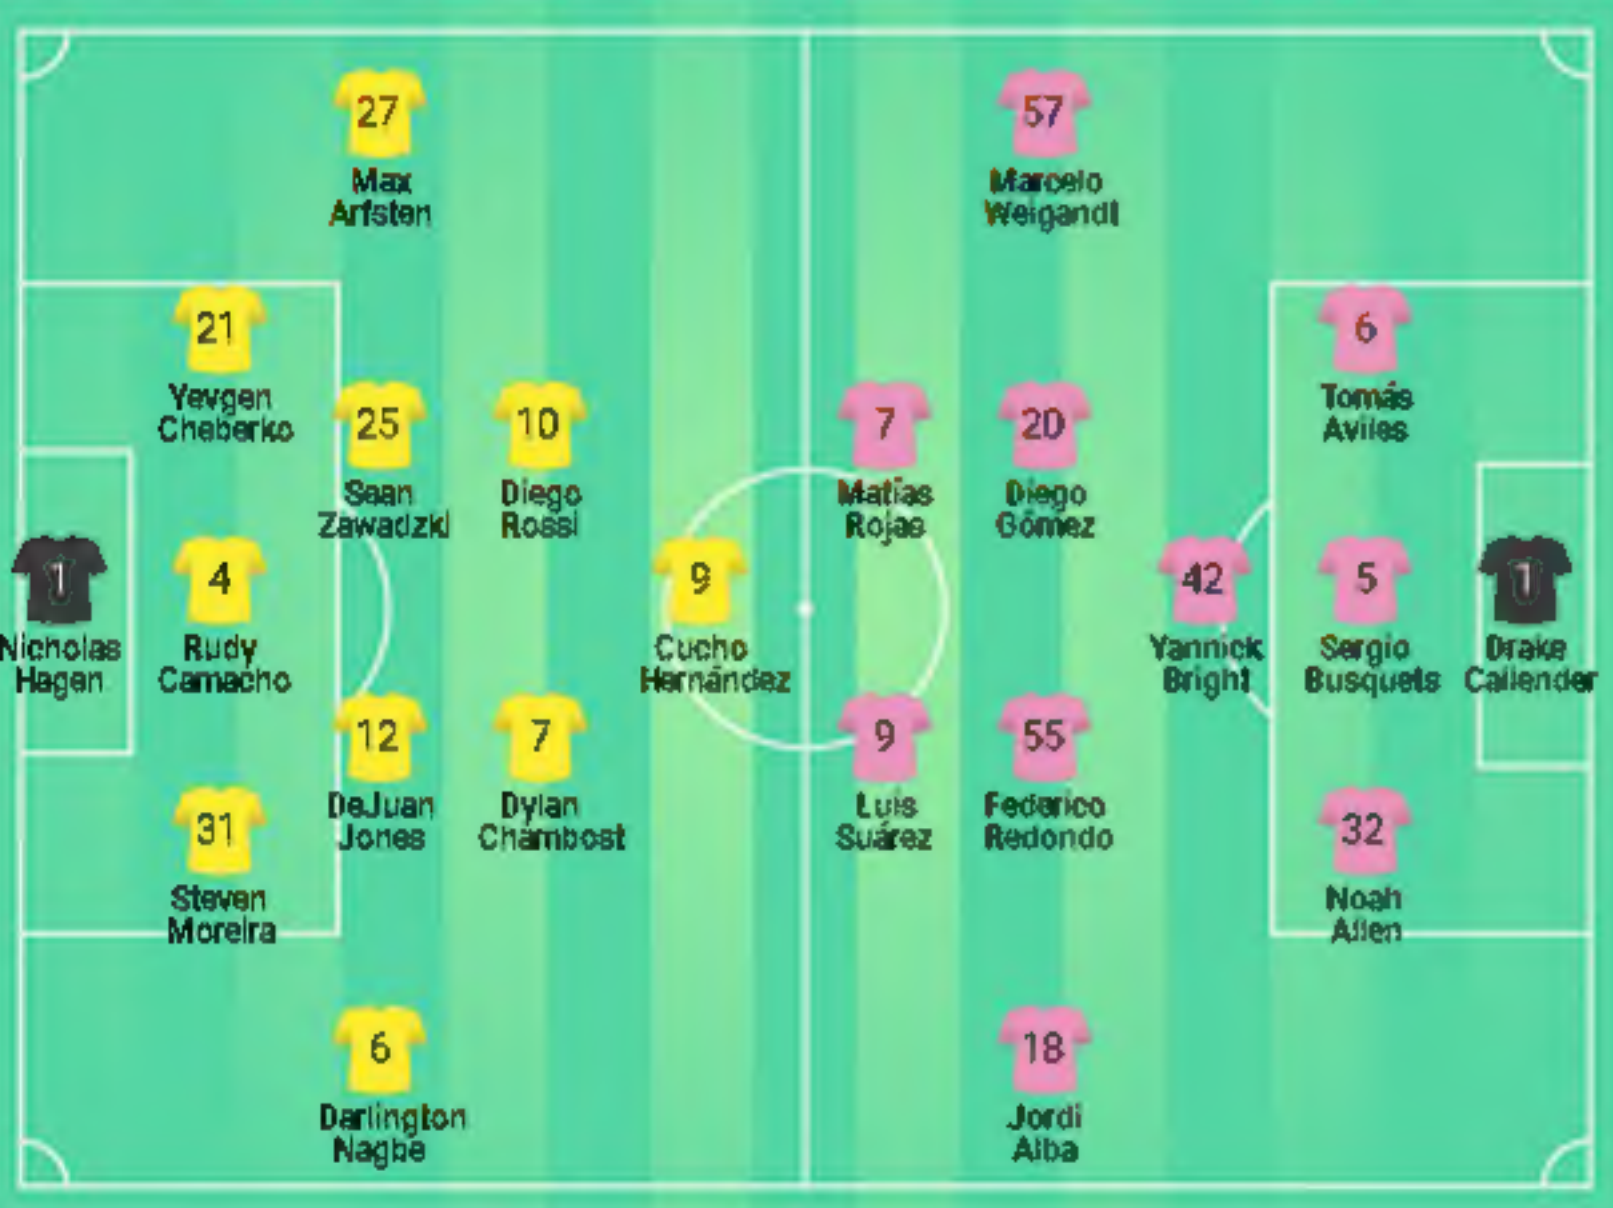 27
Max
Arfsten
57
Marcelo
Weigandt
21
Yevgen
Cheberko
6
Tomás
Aviles
25
Sean
Zawadzki
10
Diego
Rossi
7
Matías
Rojas
20
Diego
Gómez
1
Nicholas
Hagen
4
Rudy
Camacho
9
Cucho
Hernández
42
Yannick
Bright
5
Sergio
Busquets
1
Drake
Callender
12
DeJuan
Jones
7
Dylan
Chambost
9
Luis
Suárez
55
Federico
Redondo
31
Steven
Moreira
32
Noah
Allen
6
Darlington
Nagbe
18
Jordi
Alba